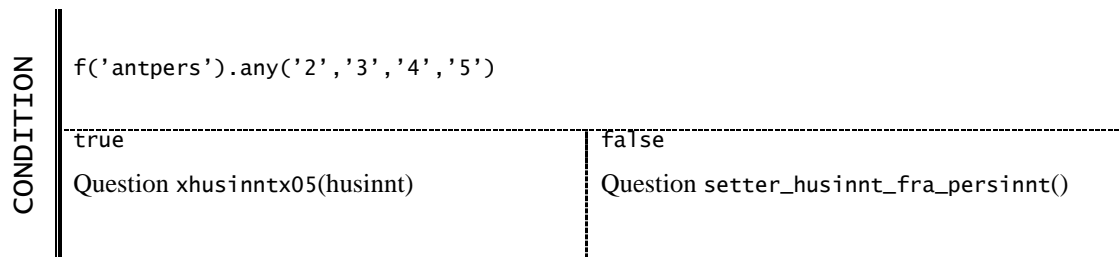 CONDITION
f(’antpers’).any(’2’,’3’,’4’,’5’)
true
Question xhusinntx05(husinnt)
false
Question setter_husinnt_fra_persinnt()